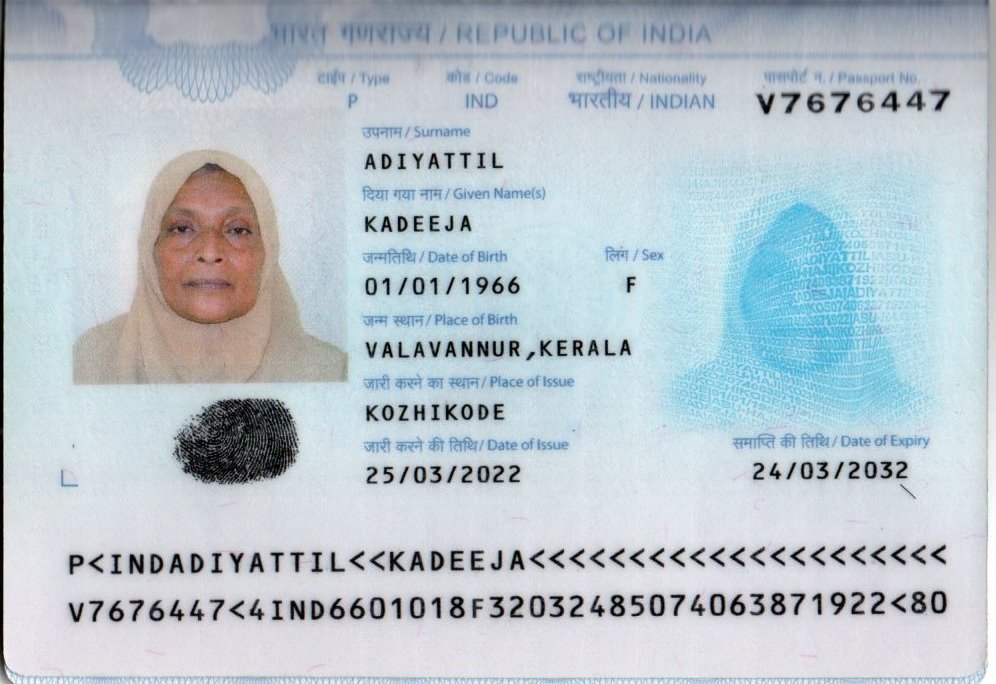 भारत गणराज्य / REPUBLIC OF INDIA
टाईप / Type कोड / Code राष्ट्रीयता / Nationality पासपोर्ट न. / Passport No.
P IND भारतीय / INDIAN V7676447
उपनाम / Surname
ADIYATTIL
दिया गया नाम / Given Name(s)
KADEEJA
जन्मतिथि / Date of Birth लिंग / Sex
01/01/1966 F
जन्म स्थान / Place of Birth
VALAVANNUR,KERALA
जारी करने का स्थान / Place of Issue
KOZHIKODE
जारी करने की तिथि / Date of Issue समाप्ति की तिथि / Date of Expiry
25/03/2022 24/03/2032
P<INDADIYATTIL<<KADEEJA<<<<<<<<<<<<<<<<<<<<<
V7676447<4IND6601018F32032485074063871922<80